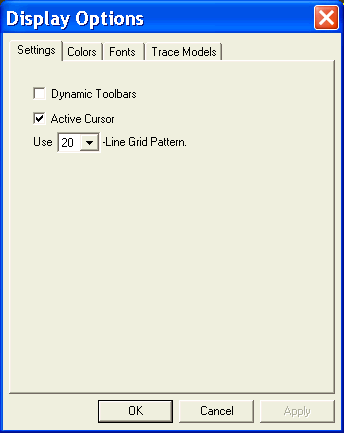 Display Options
Settings Colors Fonts Trace Models
Dynamic Toolbars
Active Cursor
Use 20 -Line Grid Pattern.
OK Cancel Apply